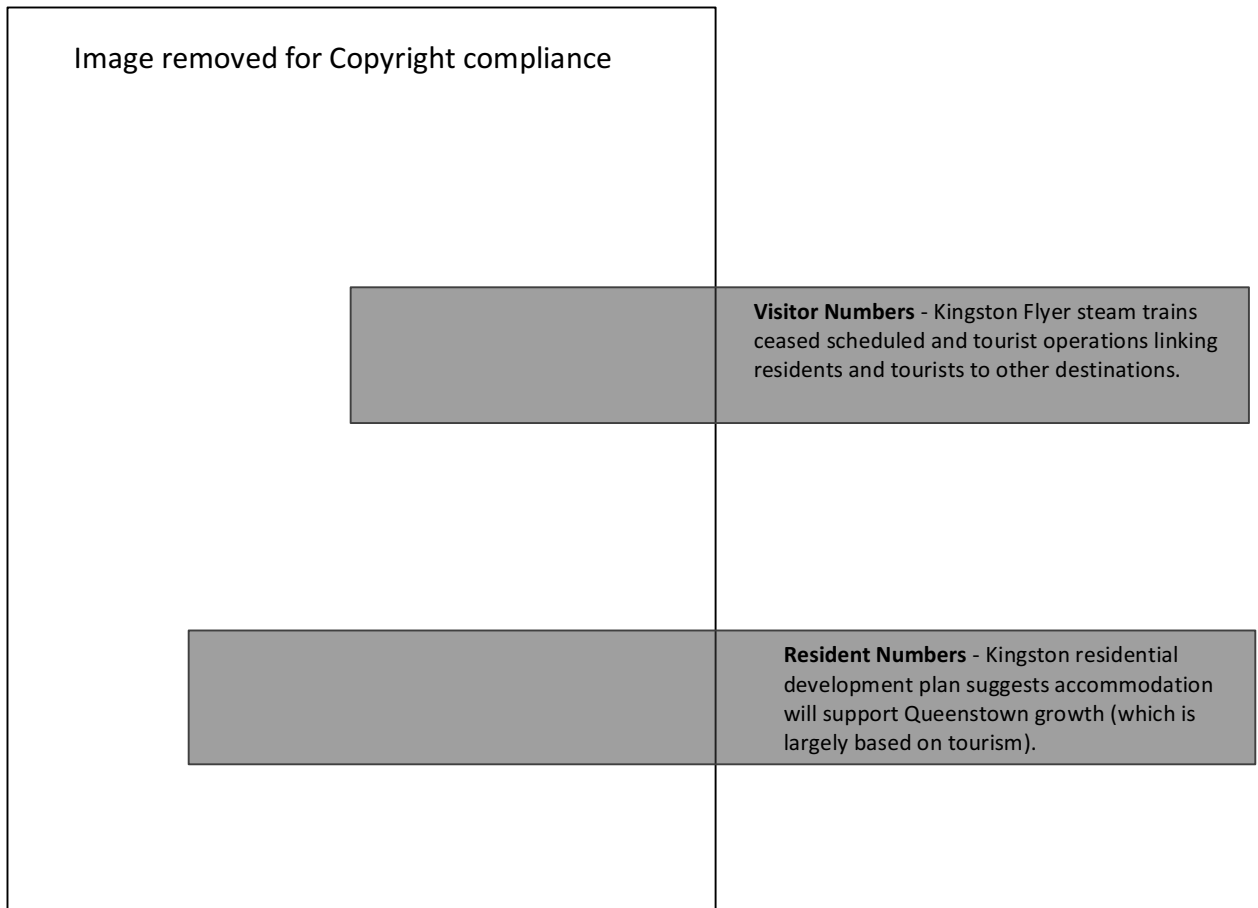 Image removed for Copyright compliance
Visitor Numbers - Kingston Flyer steam trains
ceased scheduled and tourist operations linking
residents and tourists to other destinations.
Resident Numbers - Kingston residential
development plan suggests accommodation
will support Queenstown growth (which is
largely based on tourism).